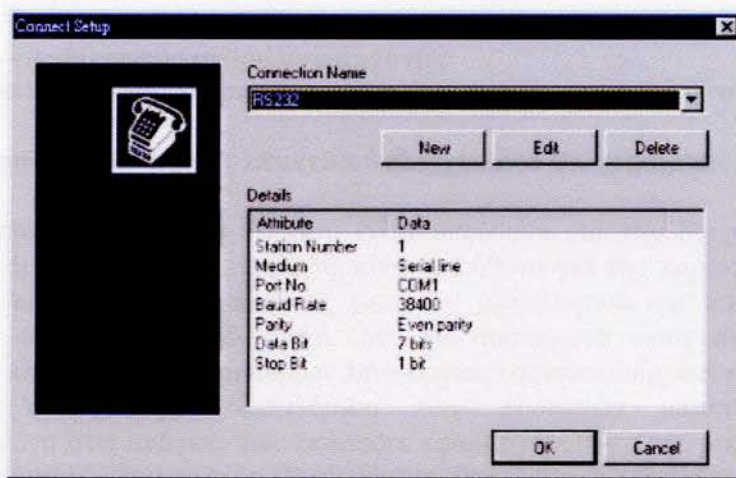 Connect Setup
Connection Name
RS232
New Edit Delete
Details
Attribute Data
Station Number 1
Medium Serial line
Port No. COM1
Baud Rate 38400
Parity Even parity
Data Bit 7 bits
Stop Bit 1 bit
OK Cancel